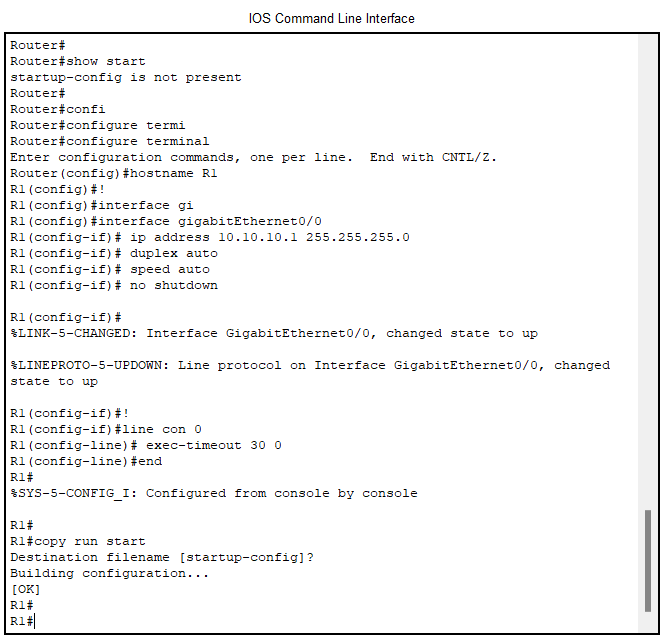 IOS Command Line Interface
Router#
Router#show start
startup-config is not present
Router#
Router#confi
Router#configure termi
Router#configure terminal
Enter configuration commands, one per line.  End with CNTL/Z.
Router(config)#hostname R1
R1(config)#!
R1(config)#interface gi
R1(config)#interface gigabitEthernet0/0
R1(config-if)# ip address 10.10.10.1 255.255.255.0
R1(config-if)# duplex auto
R1(config-if)# speed auto
R1(config-if)# no shutdown
R1(config-if)#
%LINK-5-CHANGED: Interface GigabitEthernet0/0, changed state to up
%LINEPROTO-5-UPDOWN: Line protocol on Interface GigabitEthernet0/0, changed
state to up
R1(config-if)#!
R1(config-if)#line con 0
R1(config-line)# exec-timeout 30 0
R1(config-line)#end
R1#
%SYS-5-CONFIG_I: Configured from console by console
R1#
R1#copy run start
Destination filename [startup-config]?
Building configuration...
[OK]
R1#
R1#